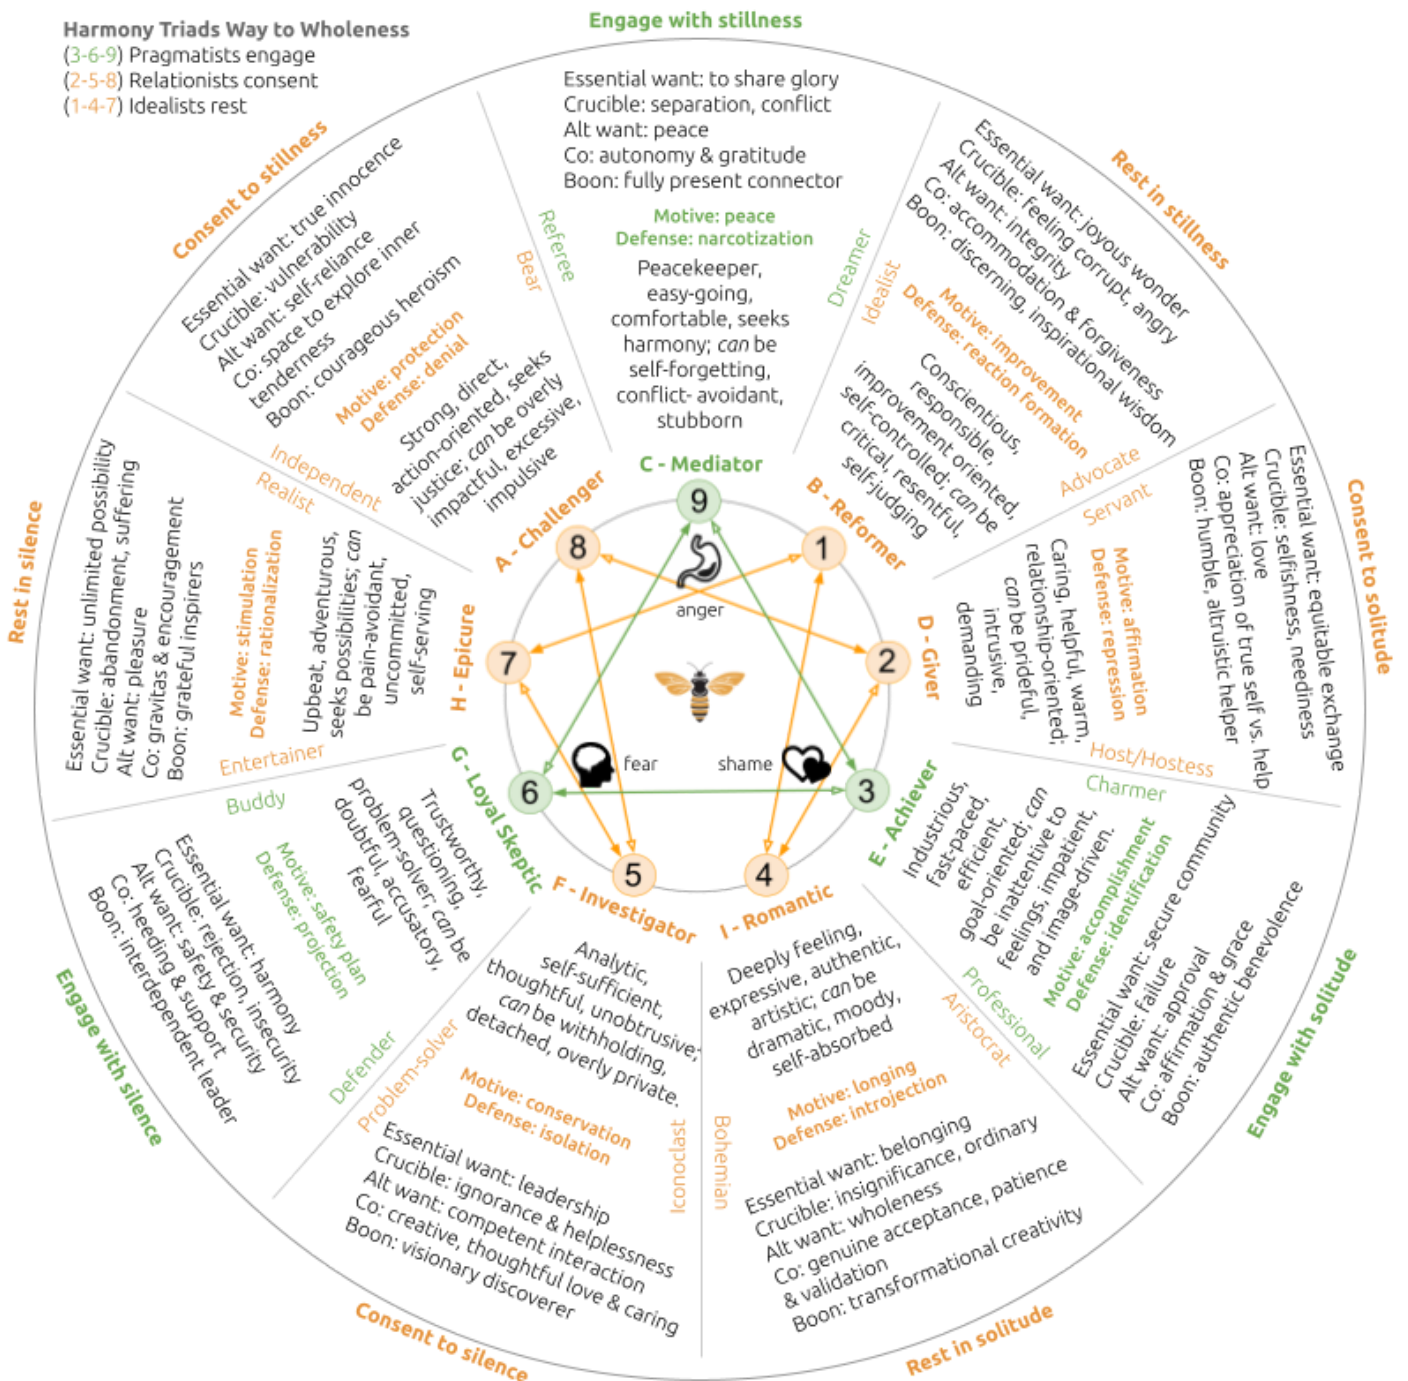 Harmony Triads Way to Wholeness
(3-6-9) Pragmatists engage
(2-5-8) Relationists consent
(1-4-7) Idealists rest
Engage with stillness
Essential want: to share glory
Crucible: separation, conflict
Alt want: peace
Co: autonomy & gratitude
Boon: fully present connector
Motive: peace
Defense: narcotization
Peacekeeper,
easy-going,
comfortable, seeks
harmony; can be
self-forgetting,
conflict- avoidant,
stubborn
C - Mediator
Referee
Dreamer
Rest in stillness
Essential want: joyous wonder
Crucible: feeling corrupt, angry
Alt want: integrity
Co: accommodation & forgiveness
Boon: discerning, inspirational wisdom
Motive: improvement
Defense: reaction formation
Conscientious,
responsible,
improvement oriented,
self-controlled; can be
critical, resentful,
self-judging
B - Reformer
Idealist
Advocate
Consent to solitude
Essential want: equitable exchange
Crucible: selfishness, neediness
Alt want: love
Co: appreciation of true self vs. help
Boon: humble, altruistic helper
Motive: affirmation
Defense: repression
Caring, helpful, warm,
relationship-oriented;
can be prideful,
intrusive,
demanding
D - Giver
Servant
Host/Hostess
Engage with solitude
Essential want: secure community
Crucible: failure
Alt want: approval
Co: affirmation & grace
Boon: authentic benevolence
Motive: accomplishment
Defense: identification
Industrious,
fast-paced,
efficient,
goal-oriented; can
be inattentive to
feelings, impatient,
and image-driven.
E - Achiever
Charmer
Professional
Rest in solitude
Deeply feeling,
expressive, authentic,
artistic; can be
dramatic, moody,
self-absorbed
Motive: longing
Defense: introjection
Essential want: belonging
Crucible: insignificance, ordinary
Alt want: wholeness
Co: genuine acceptance, patience
& validation
Boon: transformational creativity
I - Romantic
Aristocrat
Bohemian
Consent to silence
Analytic,
self-sufficient,
thoughtful, unobtrusive;
can be withholding,
detached, overly private.
Motive: conservation
Defense: isolation
Essential want: leadership
Crucible: ignorance & helplessness
Alt want: competent interaction
Co: creative, thoughtful love & caring
Boon: visionary discoverer
F - Investigator
Iconoclast
Problem-solver
Engage with silence
Trustworthy,
questioning,
problem-solver; can be
doubtful, accusatory,
fearful
Motive: safety plan
Defense: projection
Essential want: harmony
Crucible: rejection, insecurity
Alt want: safety & security
Co: heeding & support
Boon: interdependent leader
G - Loyal Skeptic
Defender
Buddy
Rest in silence
Essential want: unlimited possibility
Crucible: abandonment, suffering
Alt want: pleasure
Co: gravitas & encouragement
Boon: grateful inspirers
Motive: stimulation
Defense: rationalization
Upbeat, adventurous,
seeks possibilities; can
be pain-avoidant,
uncommitted,
self-serving
H - Epicure
Entertainer
Realist
Consent to stillness
Essential want: true innocence
Crucible: vulnerability
Alt want: self-reliance
Co: space to explore inner
tenderness
Boon: courageous heroism
Motive: protection
Defense: denial
Strong, direct,
action-oriented, seeks
justice; can be overly
impactful, excessive,
impulsive
A - Challenger
Independent
Bear
9
1
2
3
4
5
6
7
8
anger
fear
shame